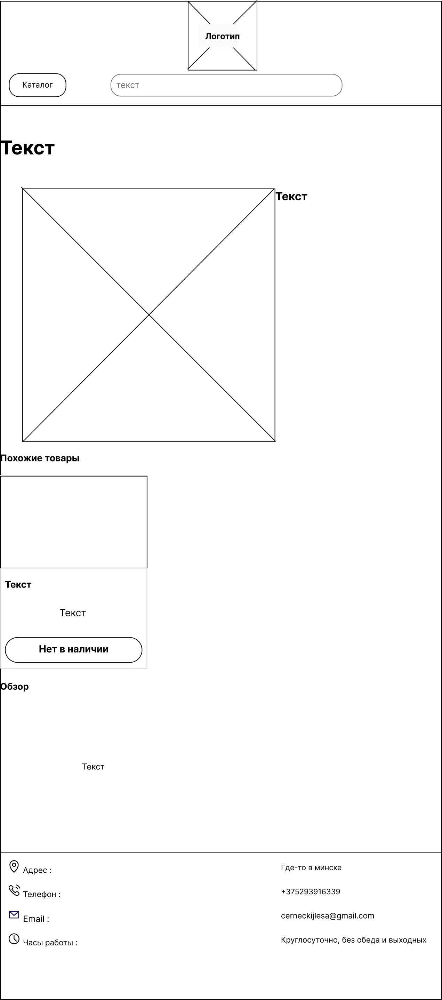 Логотип
Каталог
текст
Текст
Текст
Похожие товары
Текст
Текст
Нет в наличии
Обзор
Текст
Адрес :
Где-то в минске
Телефон :
+375293916339
Email :
cerneckijlesa@gmail.com
Часы работы :
Круглосуточно, без обеда и выходных